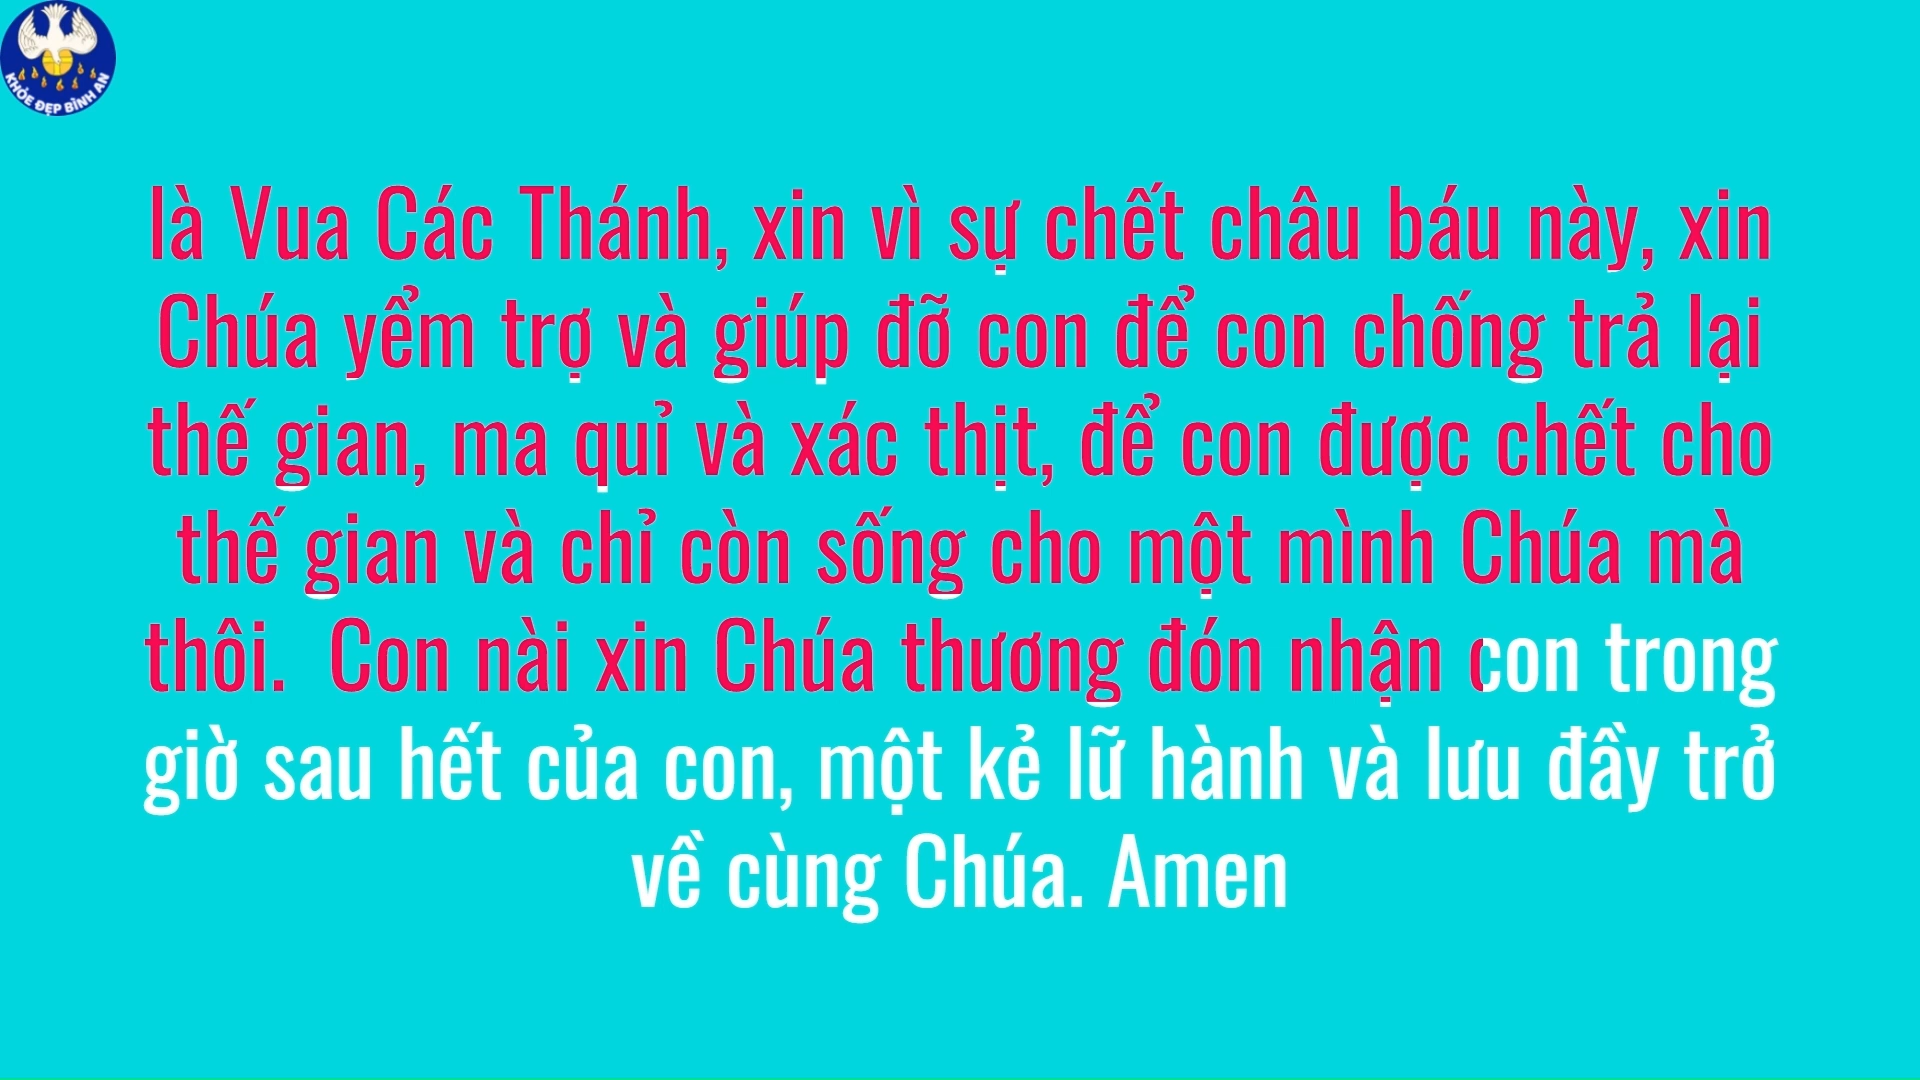 KHỎE ĐẸP BÌNH AN
là Vua Các Thánh, xin vì sự chết châu báu này, xin
Chúa yểm trợ và giúp đỡ con để con chống trả lại
thế gian, ma quỉ và xác thịt, để con được chết cho
thế gian và chỉ còn sống cho một mình Chúa mà
thôi.  Con nài xin Chúa thương đón nhận con trong
giờ sau hết của con, một kẻ lữ hành và lưu đầy trở
về cùng Chúa. Amen